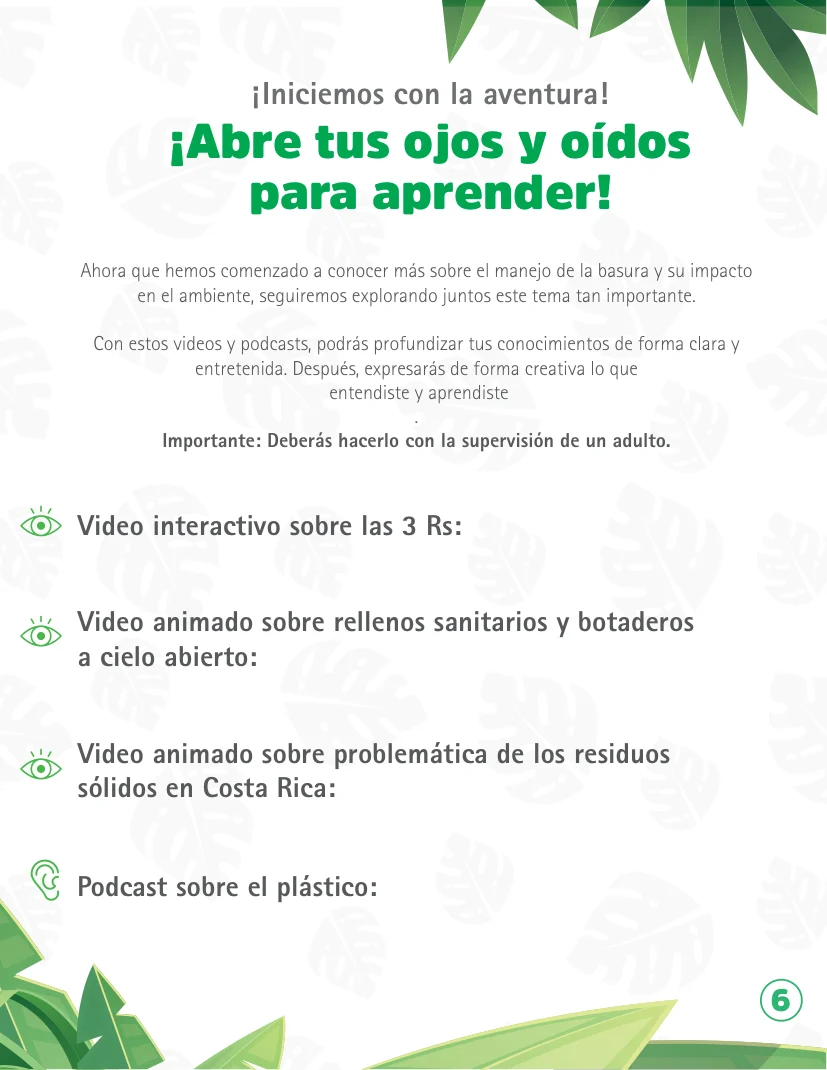 ¡Iniciemos con la aventura!
¡Abre tus ojos y oídos
para aprender!
Ahora que hemos comenzado a conocer más sobre el manejo de la basura y su impacto
en el ambiente, seguiremos explorando juntos este tema tan importante.
Con estos videos y podcasts, podrás profundizar tus conocimientos de forma clara y
entretenida. Después, expresarás de forma creativa lo que
entendiste y aprendiste
.
Importante: Deberás hacerlo con la supervisión de un adulto.
Video interactivo sobre las 3 Rs:
Video animado sobre rellenos sanitarios y botaderos
a cielo abierto:
Video animado sobre problemática de los residuos
sólidos en Costa Rica:
Podcast sobre el plástico:
6